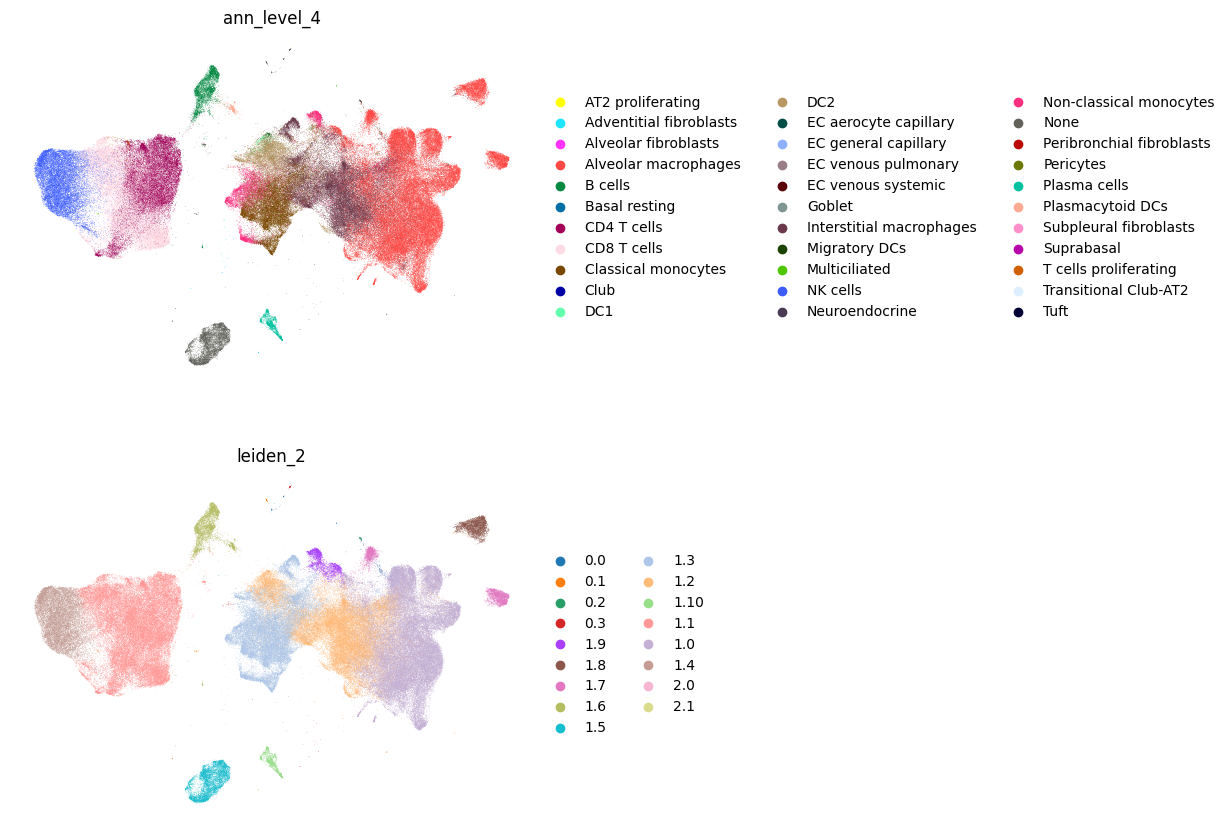 ann_level_4
AT2 proliferating
Adventitial fibroblasts
Alveolar fibroblasts
Alveolar macrophages
B cells
Basal resting
CD4 T cells
CD8 T cells
Classical monocytes
Club
DC1
DC2
EC aerocyte capillary
EC general capillary
EC venous pulmonary
EC venous systemic
Goblet
Interstitial macrophages
Migratory DCs
Multiciliated
NK cells
Neuroendocrine
Non-classical monocytes
None
Peribronchial fibroblasts
Pericytes
Plasma cells
Plasmacytoid DCs
Subpleural fibroblasts
Suprabasal
T cells proliferating
Transitional Club-AT2
Tuft
leiden_2
0.0
0.1
0.2
0.3
1.9
1.8
1.7
1.6
1.5
1.3
1.2
1.10
1.1
1.0
1.4
2.0
2.1